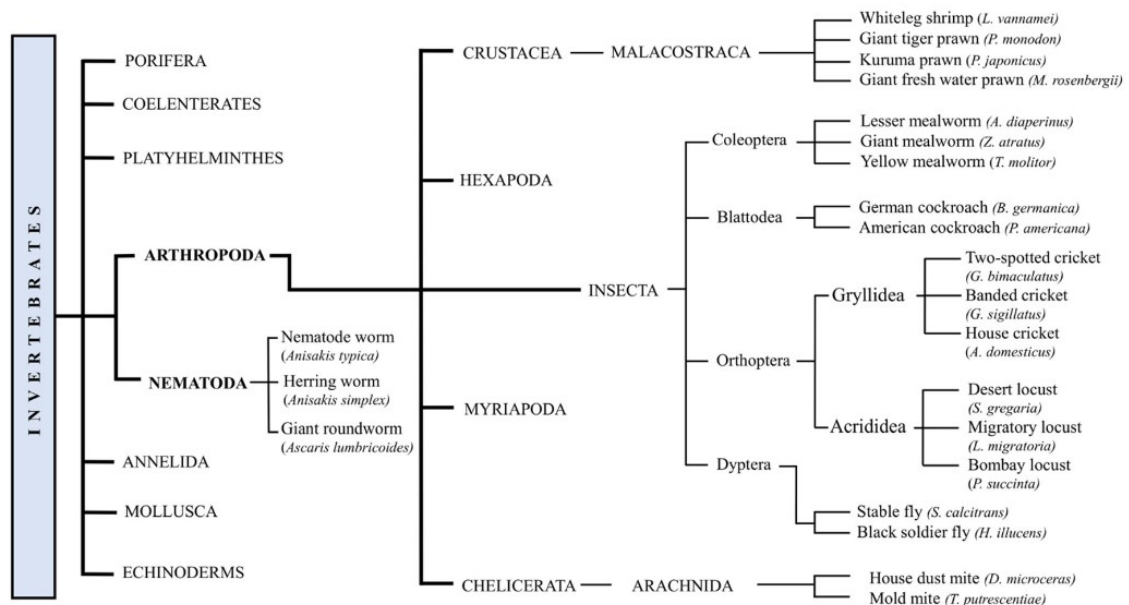 INVERTEBRATES
PORIFERA
COELENTERATES
PLATYHELMINTHES
ARTHROPODA
NEMATODA
Nematode worm
(Anisakis typica)
Herring worm
(Anisakis simplex)
Giant roundworm
(Ascaris lumbricoides)
ANNELIDA
MOLLUSCA
ECHINODERMS
CRUSTACEA
MALACOSTRACA
Whiteleg shrimp (L. vannamei)
Giant tiger prawn (P. monodon)
Kuruma prawn (P. japonicus)
Giant fresh water prawn (M. rosenbergii)
HEXAPODA
INSECTA
Coleoptera
Lesser mealworm (A. diaperinus)
Giant mealworm (Z. atratus)
Yellow mealworm (T. molitor)
Blattodea
German cockroach (B. germanica)
American cockroach (P. americana)
Orthoptera
Gryllidea
Two-spotted cricket
(G. bimaculatus)
Banded cricket
(G. sigillatus)
House cricket
(A. domesticus)
Acrididea
Desert locust
(S. gregaria)
Migratory locust
(L. migratoria)
Bombay locust
(P. succinta)
Dyptera
Stable fly (S. calcitrans)
Black soldier fly (H. illucens)
MYRIAPODA
CHELICERATA
ARACHNIDA
House dust mite (D. microceras)
Mold mite (T. putrescentiae)